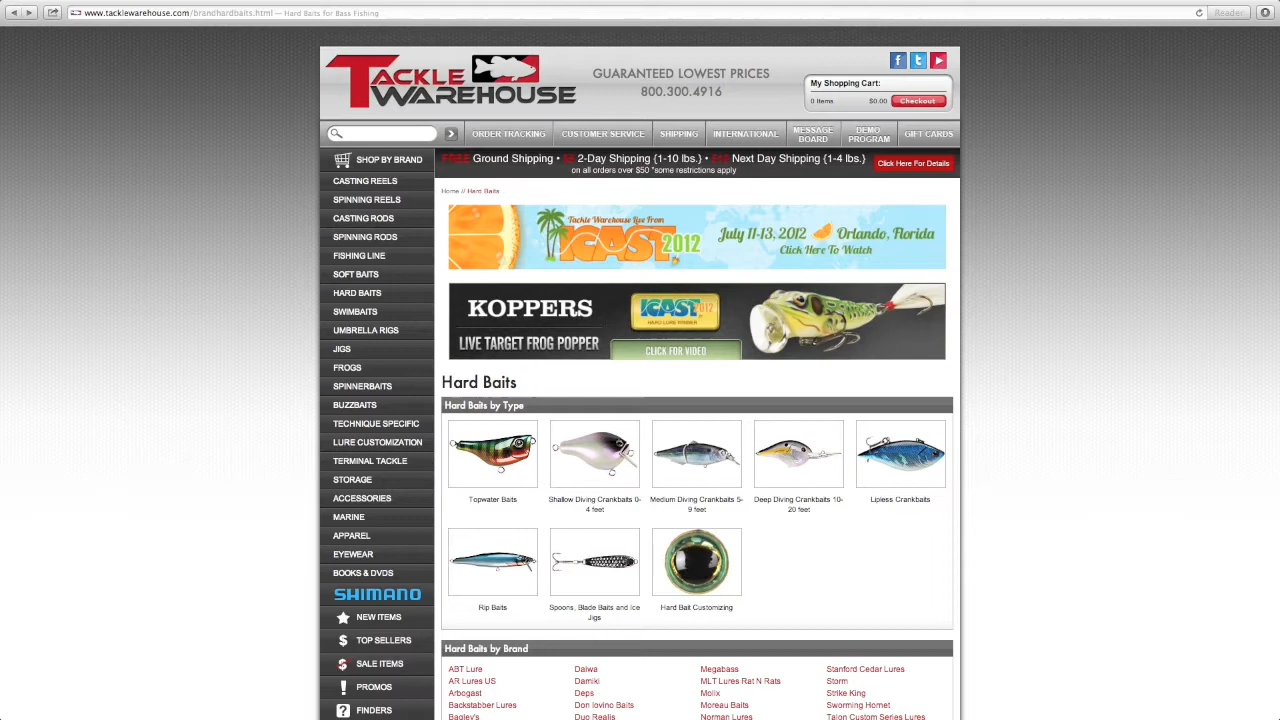 www.tacklewarehouse.com/brandhardbaits.html — Hard Baits for Bass Fishing
Reader
TACKLE
WAREHOUSE
GUARANTEED LOWEST PRICES
800.300.4916
My Shopping Cart:
0 Items $0.00 Checkout
ORDER TRACKING
CUSTOMER SERVICE
SHIPPING
INTERNATIONAL
MESSAGE
BOARD
DEMO
PROGRAM
GIFT CARDS
SHOP BY BRAND
CASTING REELS
SPINNING REELS
CASTING RODS
SPINNING RODS
FISHING LINE
SOFT BAITS
HARD BAITS
SWIMBAITS
UMBRELLA RIGS
JIGS
FROGS
SPINNERBAITS
BUZZBAITS
TECHNIQUE SPECIFIC
LURE CUSTOMIZATION
TERMINAL TACKLE
STORAGE
ACCESSORIES
MARINE
APPAREL
EYEWEAR
BOOKS & DVDS
SHIMANO
NEW ITEMS
TOP SELLERS
SALE ITEMS
PROMOS
FINDERS
FREE Ground Shipping • 2-Day Shipping {1-10 lbs.} • Next Day Shipping {1-4 lbs.}
on all orders over $50 *some restrictions apply
Click Here For Details
Home // Hard Baits
Tackle Warehouse Live From
ICAST 2012
July 11-13, 2012 Orlando, Florida
Click Here To Watch
KOPPERS
LIVE TARGET FROG POPPER
ICAST 2012
HARD LURE WINNER
CLICK FOR VIDEO
Hard Baits
Hard Baits by Type
Topwater Baits
Shallow Diving Crankbaits 0-
4 feet
Medium Diving Crankbaits 5-
9 feet
Deep Diving Crankbaits 10-
20 feet
Lipless Crankbaits
Rip Baits
Spoons, Blade Baits and Ice
Jigs
Hard Bait Customizing
Hard Baits by Brand
ABT Lure
AR Lures US
Arbogast
Backstabber Lures
Bagley's
Daiwa
Damiki
Deps
Don Iovino Baits
Duo Realis
Megabass
MLT Lures Rat N Rats
Molix
Moreau Baits
Norman Lures
Stanford Cedar Lures
Storm
Strike King
Sworming Hornet
Talon Custom Series Lures